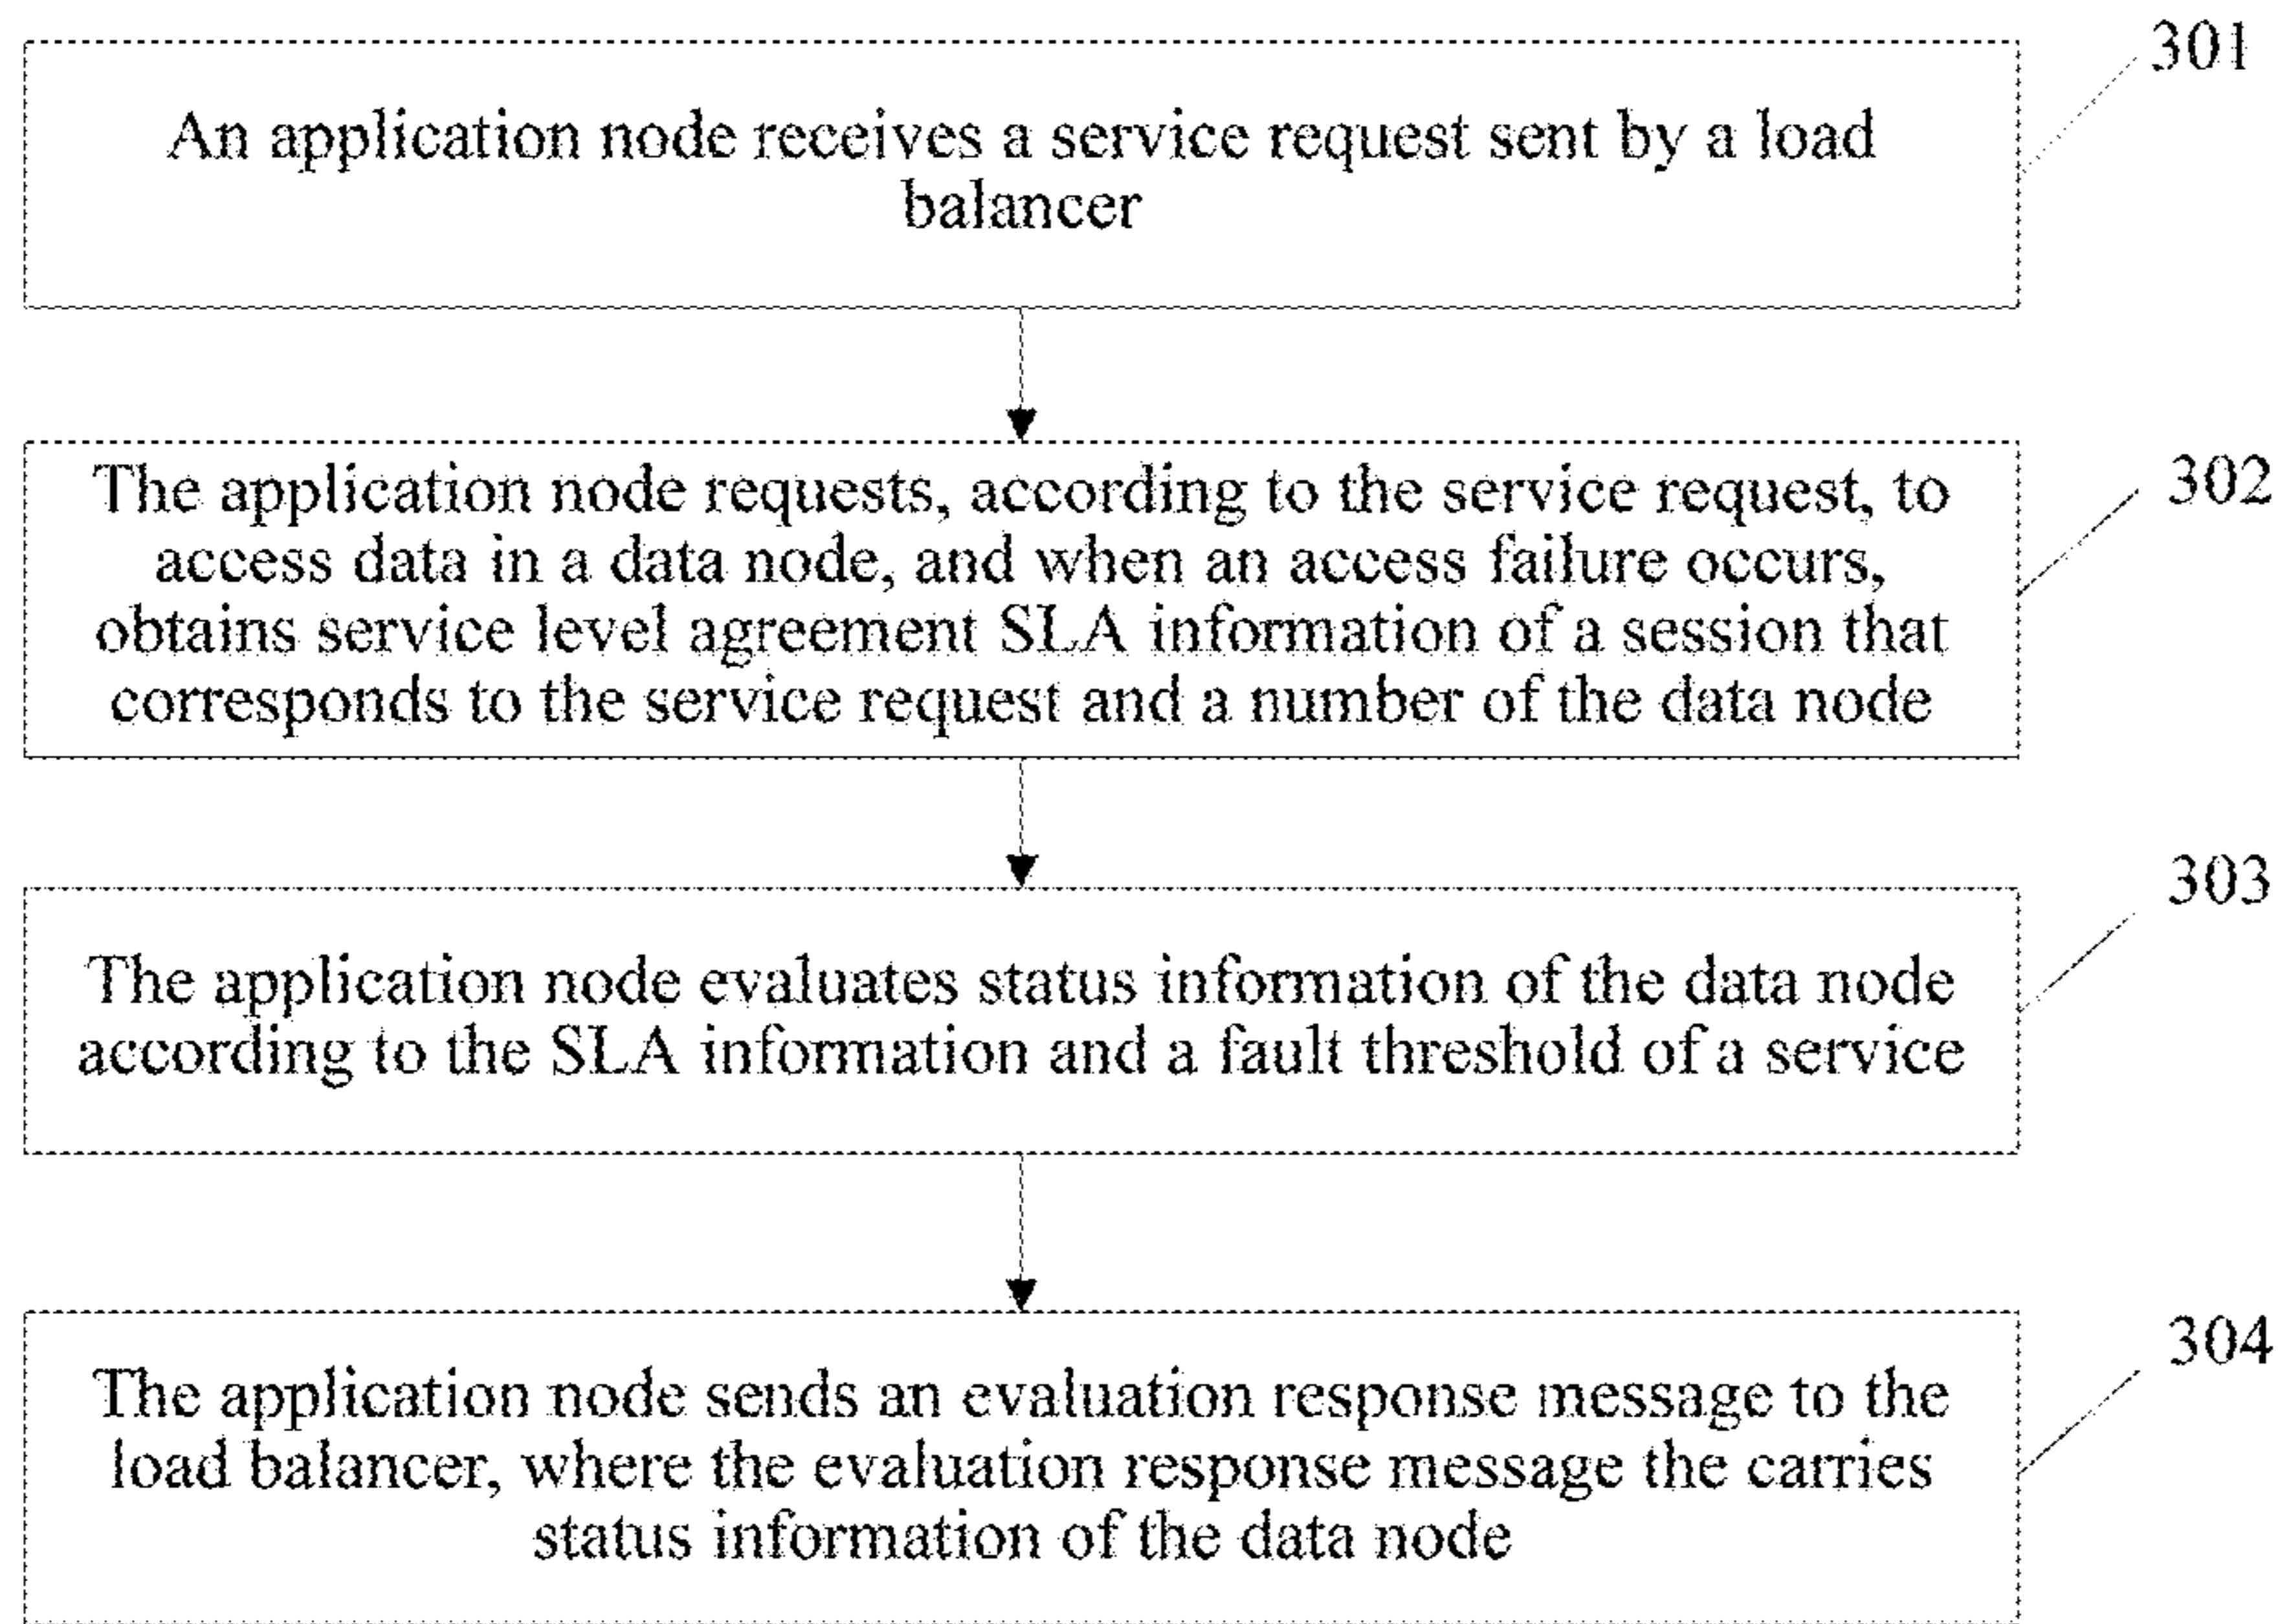 301
An application node receives a service request sent by a load
balancer
302
The application node requests, according to the service request, to
access data in a data node, and when an access failure occurs,
obtains service level agreement SLA information of a session that
corresponds to the service request and a number of the data node
303
The application node evaluates status information of the data node
according to the SLA information and a fault threshold of a service
304
The application node sends an evaluation response message to the
load balancer, where the evaluation response message the carries
status information of the data node